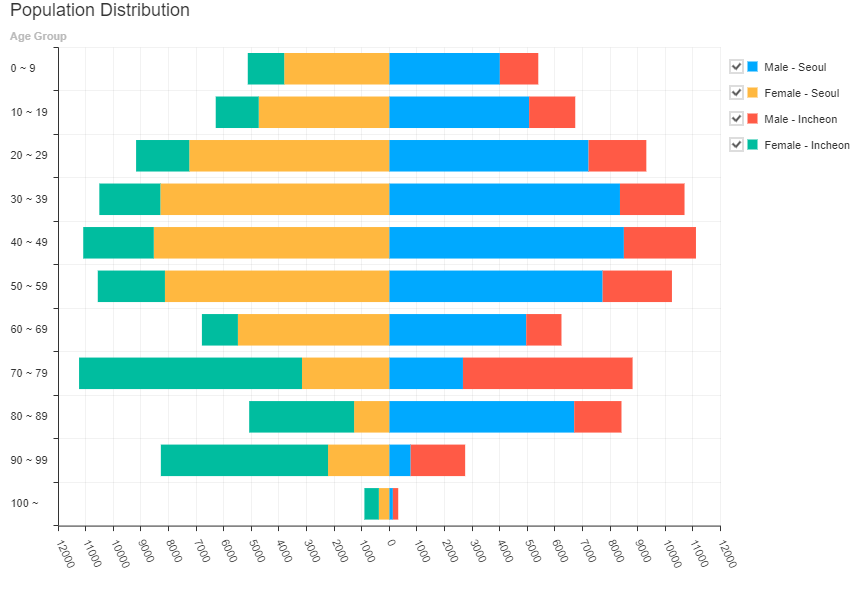 Population Distribution
Age Group
0 ~ 9
10 ~ 19
20 ~ 29
30 ~ 39
40 ~ 49
50 ~ 59
60 ~ 69
70 ~ 79
80 ~ 89
90 ~ 99
100 ~
12000 11000 10000 9000 8000 7000 6000 5000 4000 3000 2000 1000 0 1000 2000 3000 4000 5000 6000 7000 8000 9000 10000 11000 12000
Male - Seoul
Female - Seoul
Male - Incheon
Female - Incheon